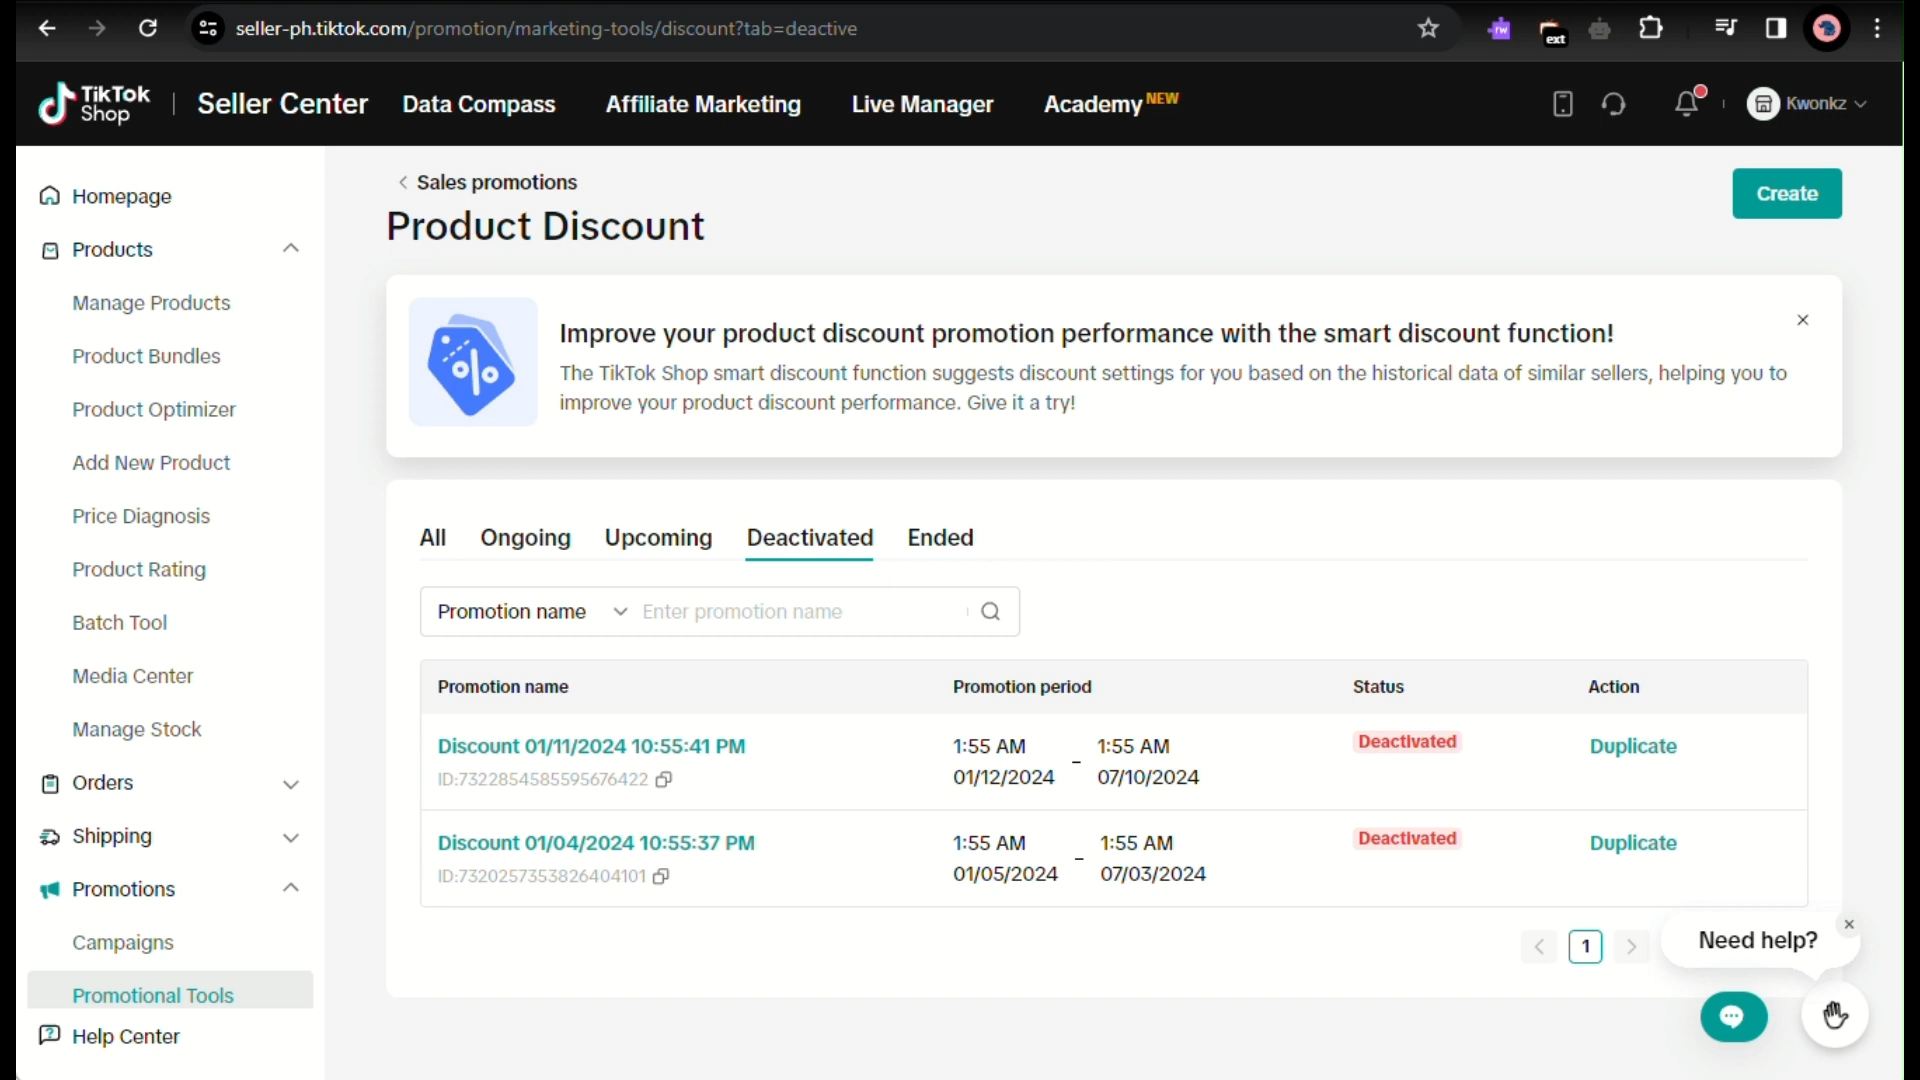 seller-ph.tiktok.com/promotion/marketing-tools/discount?tab=deactive
rw
ext
TikTok
Shop
Seller Center
Data Compass
Affiliate Marketing
Live Manager
Academy NEW
Kwonkz
Homepage
Products
Manage Products
Product Bundles
Product Optimizer
Add New Product
Price Diagnosis
Product Rating
Batch Tool
Media Center
Manage Stock
Orders
Shipping
Promotions
Campaigns
Promotional Tools
Help Center
Sales promotions
Product Discount
Create
Improve your product discount promotion performance with the smart discount function!
The TikTok Shop smart discount function suggests discount settings for you based on the historical data of similar sellers, helping you to
improve your product discount performance. Give it a try!
All Ongoing Upcoming Deactivated Ended
Promotion name Enter promotion name
Promotion name Promotion period Status Action
Discount 01/11/2024 10:55:41 PM
ID:7322854585595676422
1:55 AM
01/12/2024
–
1:55 AM
07/10/2024
Deactivated
Duplicate
Discount 01/04/2024 10:55:37 PM
ID:7320257353826404101
1:55 AM
01/05/2024
–
1:55 AM
07/03/2024
Deactivated
Duplicate
1
Need help?